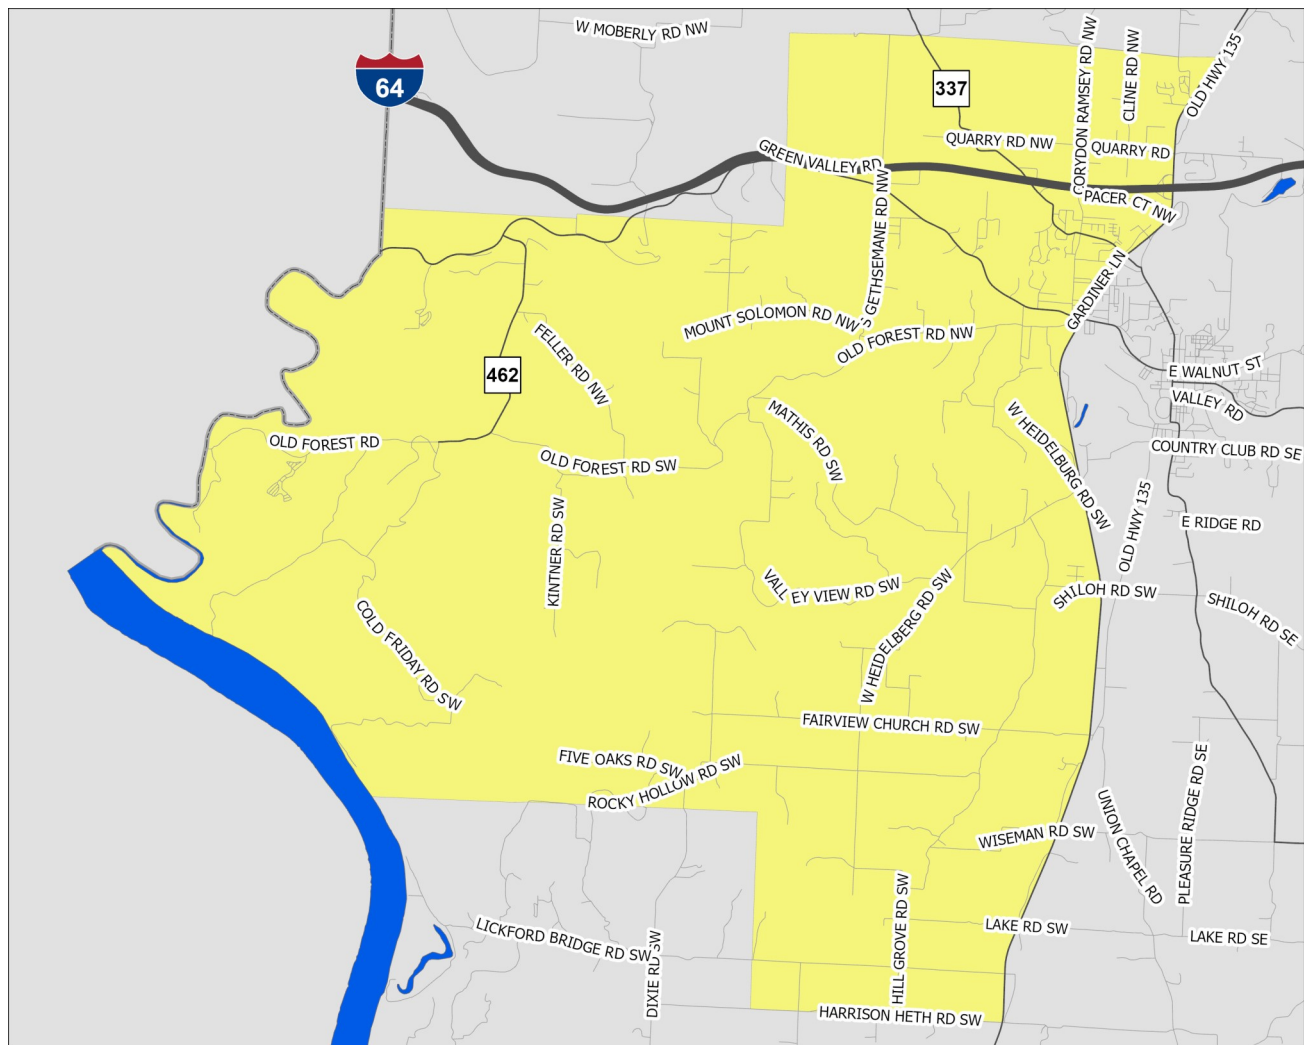 W MOBERLY RD NW
64
337
CORYDON RAMSEY RD NW
CLINE RD NW
OLD HWY 135
QUARRY RD NW
QUARRY RD
GREEN VALLEY RD
PACER CT NW
S GETHSEMANE RD NW
GARDINER LN
MOUNT SOLOMON RD NW
OLD FOREST RD NW
FELLER RD NW
462
E WALNUT ST
VALLEY RD
MATHIS RD SW
W HEIDELBURG RD SW
OLD FOREST RD
OLD FOREST RD SW
COUNTRY CLUB RD SE
KINTNER RD SW
OLD HWY 135
E RIDGE RD
VALLEY VIEW RD SW
W HEIDELBERG RD SW
SHILOH RD SW
SHILOH RD SE
COLD FRIDAY RD SW
FAIRVIEW CHURCH RD SW
FIVE OAKS RD SW
ROCKY HOLLOW RD SW
PLEASURE RIDGE RD SE
UNION CHAPEL RD
WISEMAN RD SW
HILL GROVE RD SW
LICKFORD BRIDGE RD SW
DIXIE RD SW
LAKE RD SW
LAKE RD SE
HARRISON HETH RD SW